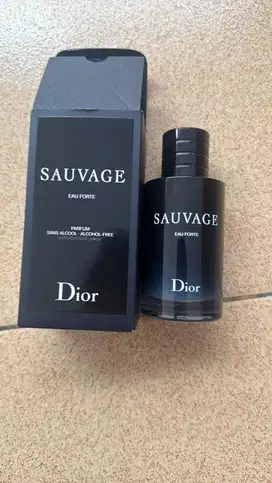 SAUVAGE
EAU FORTE
PARFUM
SANS ALCOOL - ALCOHOL-FREE
Dior
SAUVAGE
EAU FORTE
Dior